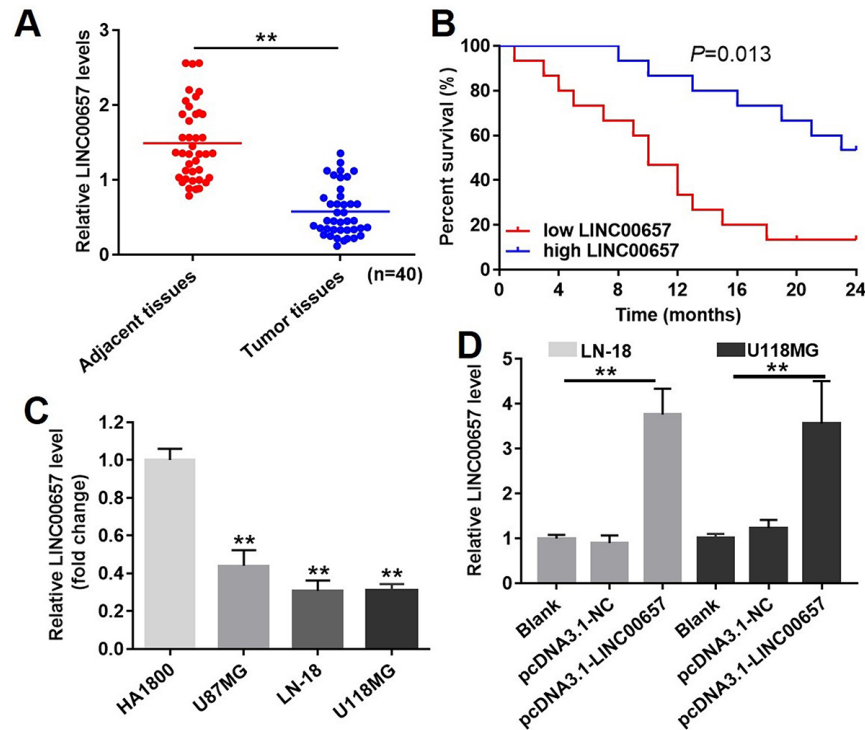 A
Relative LINC00657 levels
3
2
1
0
**
Adjacent tissues
Tumor tissues
(n=40)
B
Percent survival (%)
100
80
60
40
20
0
P=0.013
low LINC00657
high LINC00657
0 4 8 12 16 20 24
Time (months)
C
Relative LINC00657 level
(fold change)
1.2
1.0
0.8
0.6
0.4
0.2
0.0
** ** **
HA1800
U87MG
LN-18
U118MG
D
LN-18
U118MG
Relative LINC00657 level
5
4
3
2
1
0
** **
Blank
pcDNA3.1-NC
pcDNA3.1-LINC00657
Blank
pcDNA3.1-NC
pcDNA3.1-LINC00657